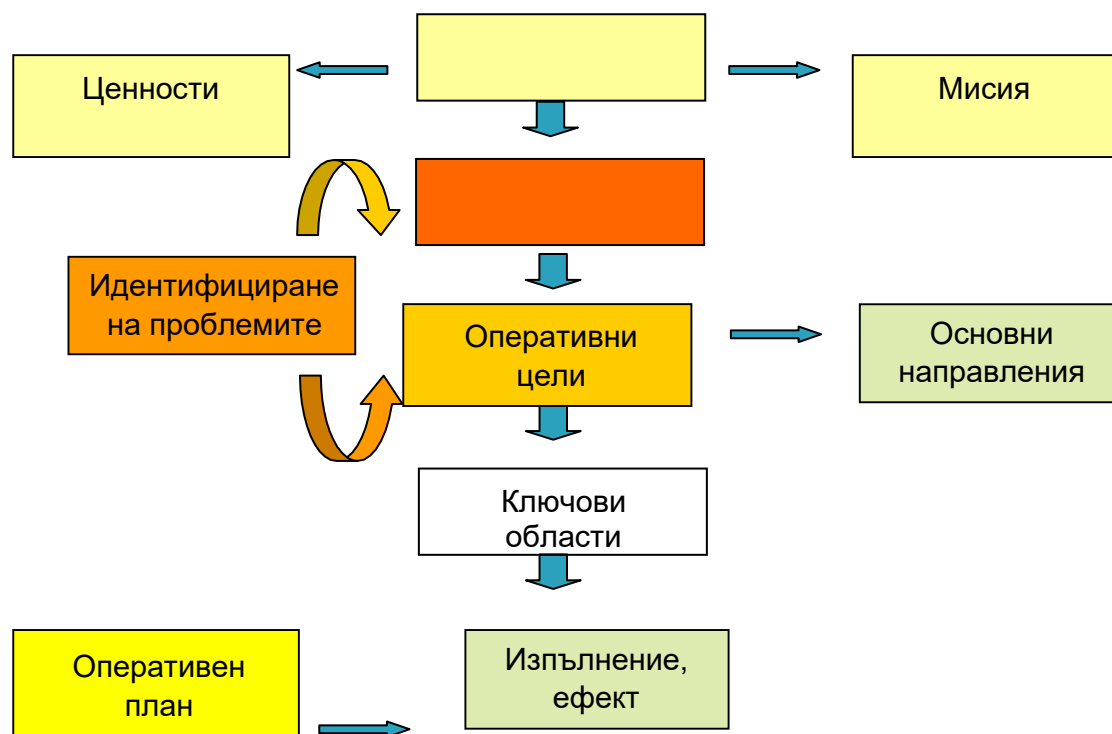 Ценности
Мисия
Идентифициране
на проблемите
Оперативни
цели
Основни
направления
Ключови
области
Оперативен
план
Изпълнение,
ефект